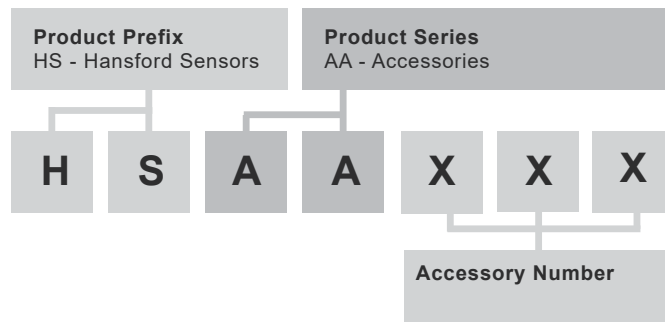 Product Prefix
HS - Hansford Sensors
Product Series
AA - Accessories
H S A A X X X
Accessory Number